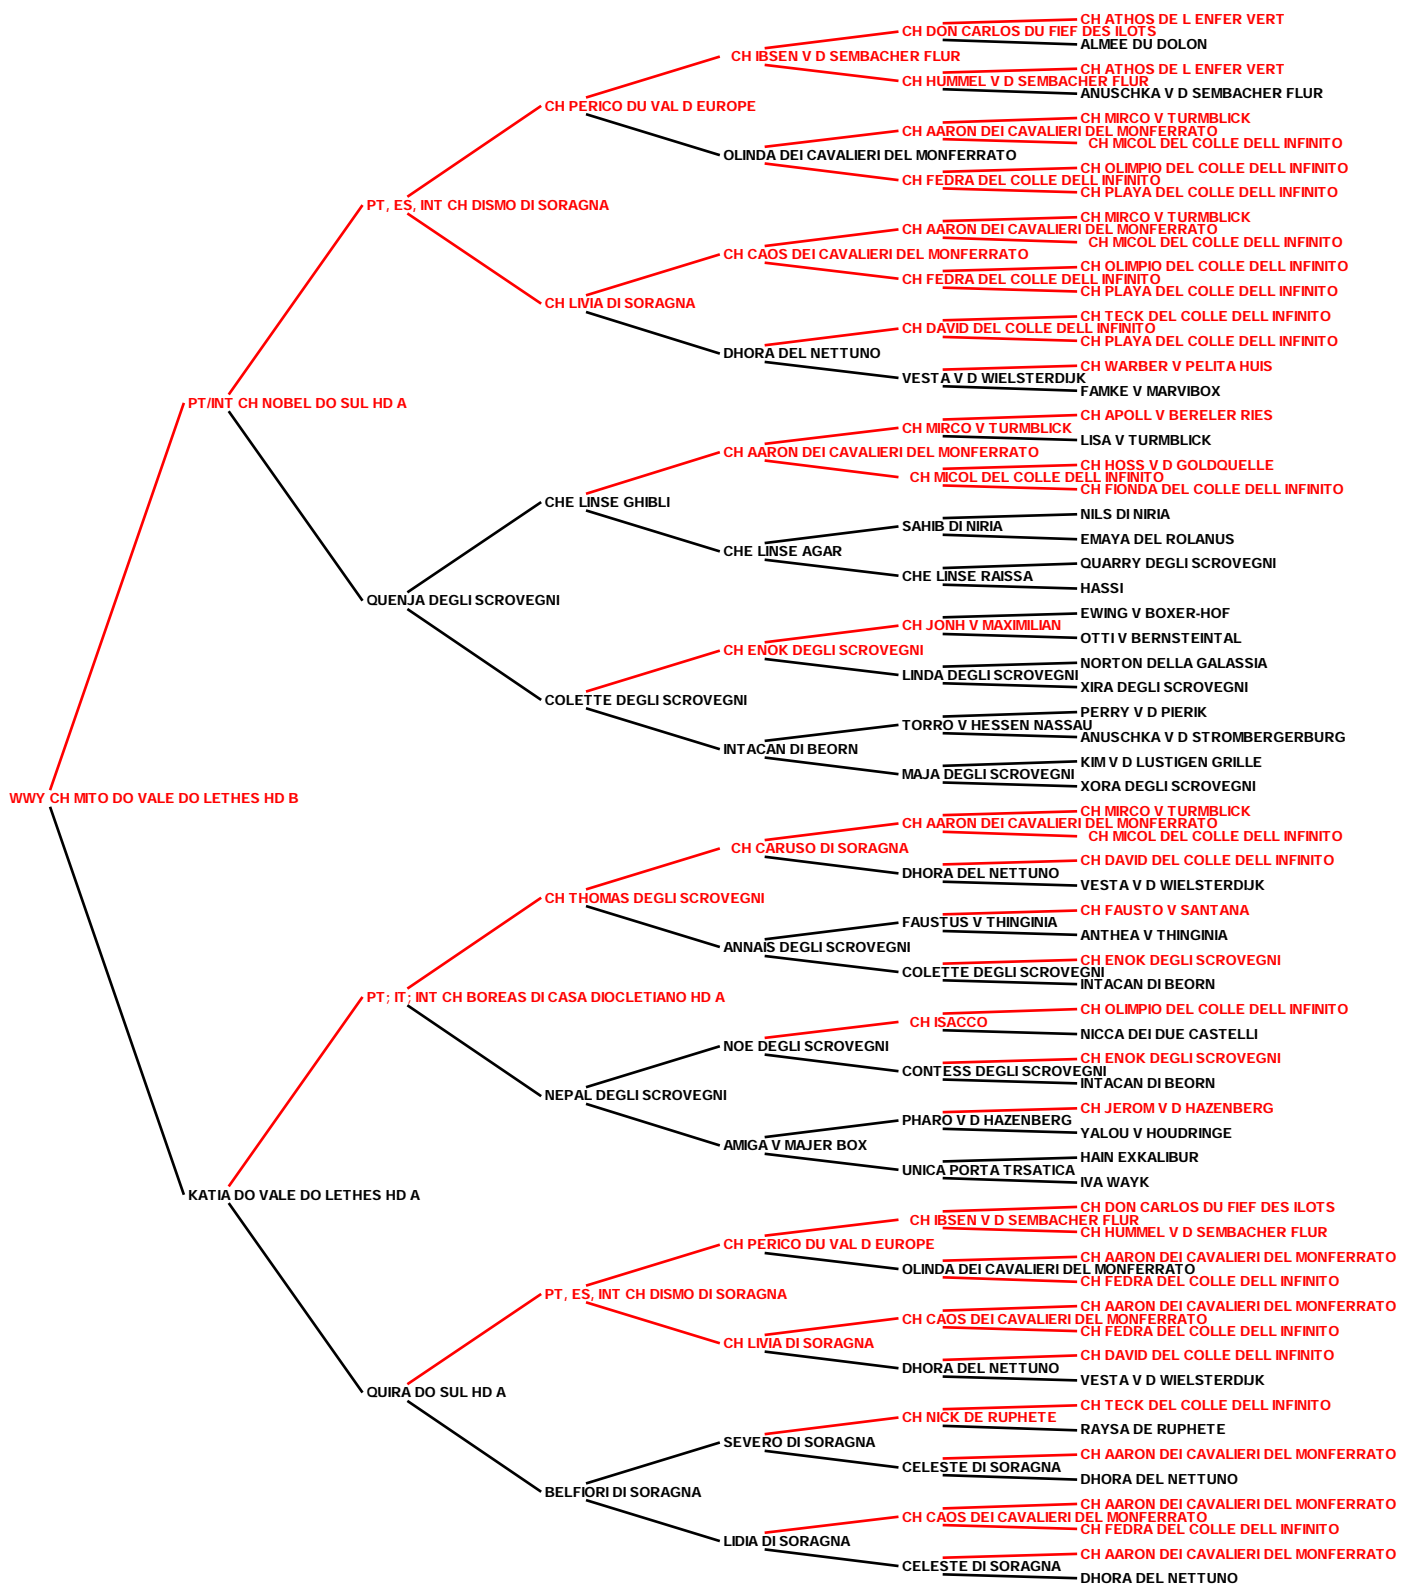 CH ATHOS DE L ENFER VERT
CH DON CARLOS DU FIEF DES ILOTS
ALMEE DU DOLON
CH IBSEN V D SEMBACHER FLUR
CH ATHOS DE L ENFER VERT
CH HUMMEL V D SEMBACHER FLUR
ANUSCHKA V D SEMBACHER FLUR
CH PERICO DU VAL D EUROPE
CH MIRCO V TURMBLICK
CH AARON DEI CAVALIERI DEL MONFERRATO
CH MICOL DEL COLLE DELL INFINITO
OLINDA DEI CAVALIERI DEL MONFERRATO
CH OLIMPIO DEL COLLE DELL INFINITO
CH FEDRA DEL COLLE DELL INFINITO
CH PLAYA DEL COLLE DELL INFINITO
PT, ES, INT CH DISMO DI SORAGNA
CH MIRCO V TURMBLICK
CH AARON DEI CAVALIERI DEL MONFERRATO
CH MICOL DEL COLLE DELL INFINITO
CH CAOS DEI CAVALIERI DEL MONFERRATO
CH OLIMPIO DEL COLLE DELL INFINITO
CH FEDRA DEL COLLE DELL INFINITO
CH PLAYA DEL COLLE DELL INFINITO
CH LIVIA DI SORAGNA
CH TECK DEL COLLE DELL INFINITO
CH DAVID DEL COLLE DELL INFINITO
CH PLAYA DEL COLLE DELL INFINITO
DHORA DEL NETTUNO
CH WARBER V PELITA HUIS
VESTA V D WIELSTERDIJK
FAMKE V MARVIBOX
PT/INT CH NOBEL DO SUL HD A
CH APOLL V BERELER RIES
CH MIRCO V TURMBLICK
LISA V TURMBLICK
CH AARON DEI CAVALIERI DEL MONFERRATO
CH HOSS V D GOLDQUELLE
CH MICOL DEL COLLE DELL INFINITO
CH FIONDA DEL COLLE DELL INFINITO
CHE LINSE GHIBLI
NILS DI NIRIA
SAHIB DI NIRIA
EMAYA DEL ROLANUS
CHE LINSE AGAR
QUARRY DEGLI SCROVEGNI
CHE LINSE RAISSA
HASSI
QUENJA DEGLI SCROVEGNI
EWING V BOXER-HOF
CH JONH V MAXIMILIAN
OTTI V BERNSTEINTAL
CH ENOK DEGLI SCROVEGNI
NORTON DELLA GALASSIA
LINDA DEGLI SCROVEGNI
XIRA DEGLI SCROVEGNI
COLETTE DEGLI SCROVEGNI
PERRY V D PIERIK
TORRO V HESSEN NASSAU
ANUSCHKA V D STROMBERGERBURG
INTACAN DI BEORN
KIM V D LUSTIGEN GRILLE
MAJA DEGLI SCROVEGNI
XORA DEGLI SCROVEGNI
WWY CH MITO DO VALE DO LETHES HD B
CH MIRCO V TURMBLICK
CH AARON DEI CAVALIERI DEL MONFERRATO
CH MICOL DEL COLLE DELL INFINITO
CH CARUSO DI SORAGNA
CH DAVID DEL COLLE DELL INFINITO
DHORA DEL NETTUNO
VESTA V D WIELSTERDIJK
CH THOMAS DEGLI SCROVEGNI
CH FAUSTO V SANTANA
FAUSTUS V THINGINIA
ANTHEA V THINGINIA
ANNAIS DEGLI SCROVEGNI
CH ENOK DEGLI SCROVEGNI
COLETTE DEGLI SCROVEGNI
INTACAN DI BEORN
PT; IT; INT CH BOREAS DI CASA DIOCLETIANO HD A
CH OLIMPIO DEL COLLE DELL INFINITO
CH ISACCO
NICCA DEI DUE CASTELLI
NOE DEGLI SCROVEGNI
CH ENOK DEGLI SCROVEGNI
CONTESS DEGLI SCROVEGNI
INTACAN DI BEORN
NEPAL DEGLI SCROVEGNI
CH JEROM V D HAZENBERG
PHARO V D HAZENBERG
YALOU V HOUDRINGE
AMIGA V MAJER BOX
HAIN EXKALIBUR
UNICA PORTA TRSATICA
IVA WAYK
KATIA DO VALE DO LETHES HD A
CH DON CARLOS DU FIEF DES ILOTS
CH IBSEN V D SEMBACHER FLUR
CH HUMMEL V D SEMBACHER FLUR
CH PERICO DU VAL D EUROPE
CH AARON DEI CAVALIERI DEL MONFERRATO
OLINDA DEI CAVALIERI DEL MONFERRATO
CH FEDRA DEL COLLE DELL INFINITO
PT, ES, INT CH DISMO DI SORAGNA
CH AARON DEI CAVALIERI DEL MONFERRATO
CH CAOS DEI CAVALIERI DEL MONFERRATO
CH FEDRA DEL COLLE DELL INFINITO
CH LIVIA DI SORAGNA
CH DAVID DEL COLLE DELL INFINITO
DHORA DEL NETTUNO
VESTA V D WIELSTERDIJK
QUIRA DO SUL HD A
CH TECK DEL COLLE DELL INFINITO
CH NICK DE RUPHETE
RAYSA DE RUPHETE
SEVERO DI SORAGNA
CH AARON DEI CAVALIERI DEL MONFERRATO
CELESTE DI SORAGNA
DHORA DEL NETTUNO
BELFIORI DI SORAGNA
CH AARON DEI CAVALIERI DEL MONFERRATO
CH CAOS DEI CAVALIERI DEL MONFERRATO
CH FEDRA DEL COLLE DELL INFINITO
LIDIA DI SORAGNA
CH AARON DEI CAVALIERI DEL MONFERRATO
CELESTE DI SORAGNA
DHORA DEL NETTUNO